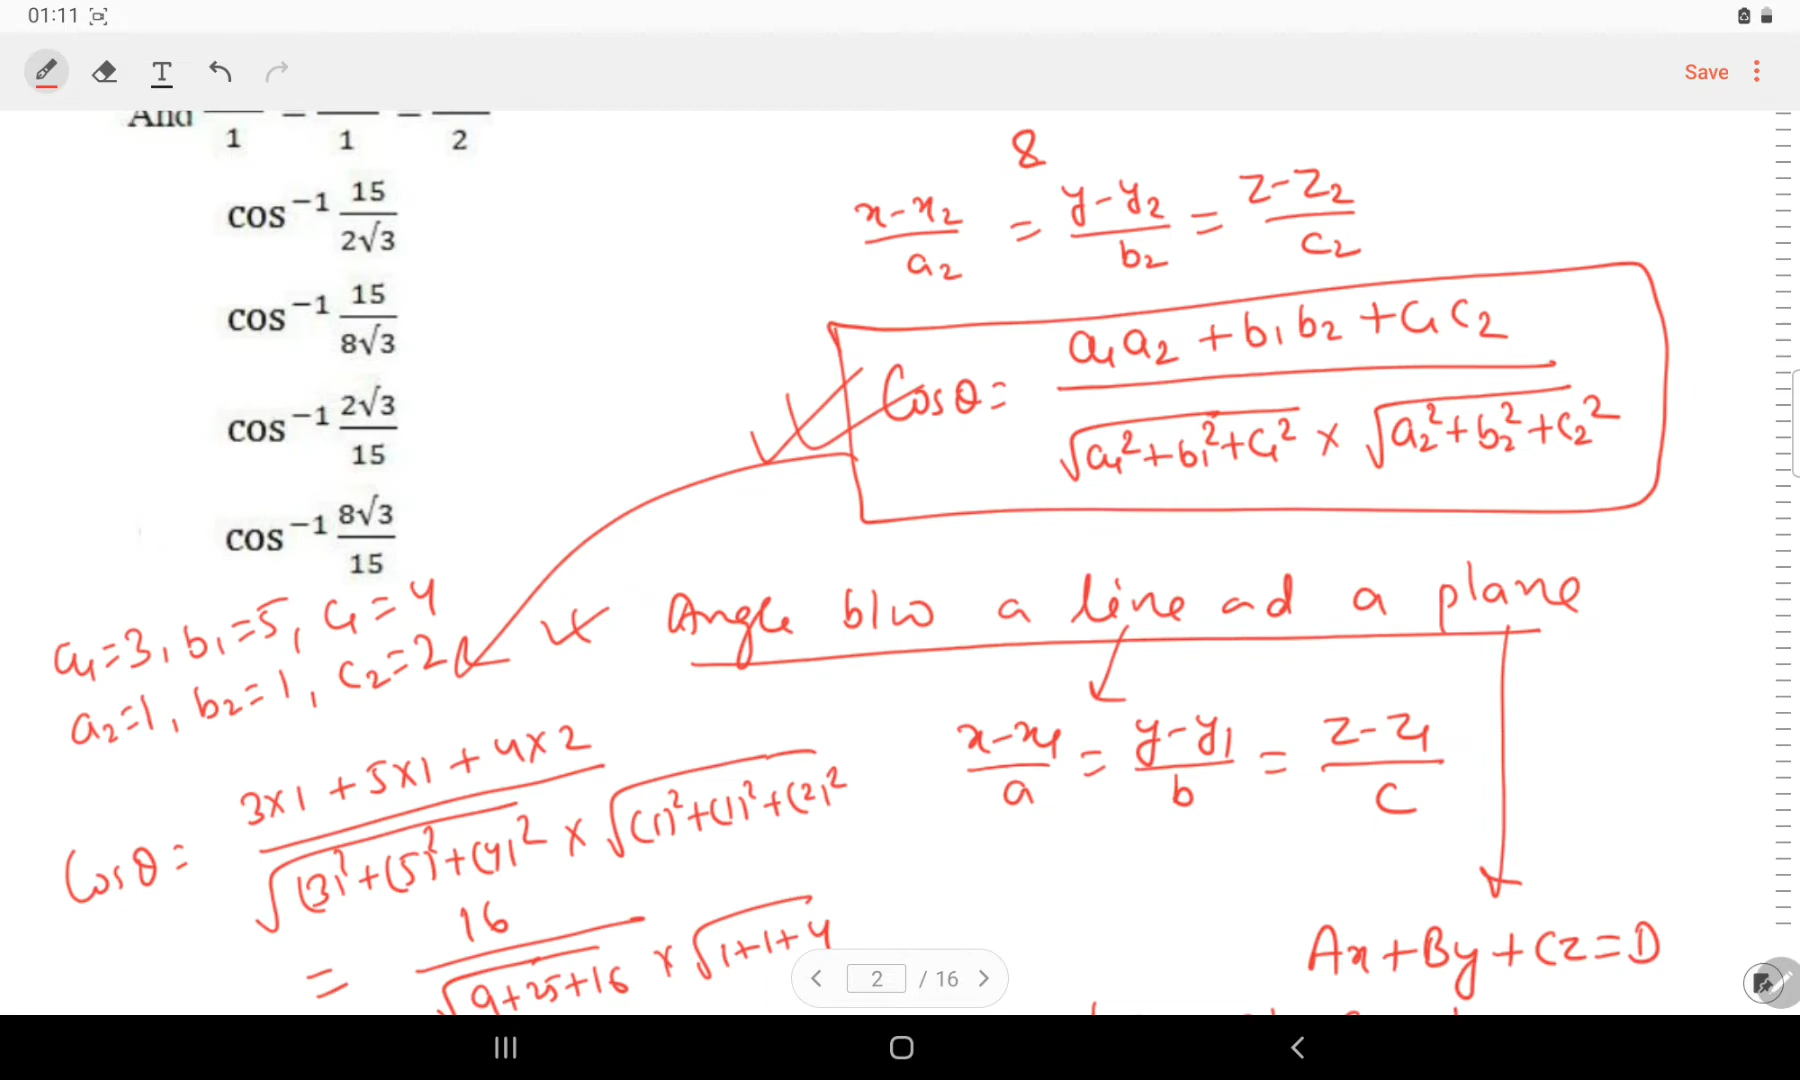 01:11
T
Save
And
1 = 1 = 2
cos⁻¹ 15/2√3
cos⁻¹ 15/8√3
cos⁻¹ 2√3/15
cos⁻¹ 8√3/15
a₁=3, b₁=5, c₁=4
a₂=1, b₂=1, c₂=2
Cosθ = (3×1 + 5×1 + 4×2)/(√((3)²+(5)²+(4)²) × √((1)²+(1)²+(2)²))
= 16/(√(9+25+16) × √(1+1+4))
&
(x-x₂)/a₂ = (y-y₂)/b₂ = (z-z₂)/c₂
Cosθ = (a₁a₂ + b₁b₂ + c₁c₂)/(√(a₁²+b₁²+c₁²) × √(a₂²+b₂²+c₂²))
Angle b/w a line ad a plane
(x-x₁)/a = (y-y₁)/b = (z-z₁)/c
Ax+By+Cz=D
2 / 16